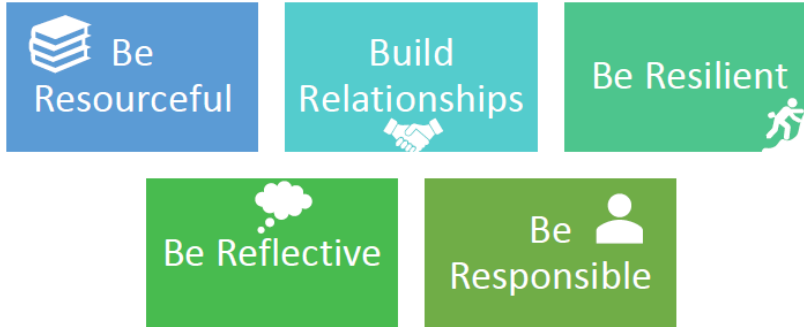 Be
Resourceful
Build
Relationships
Be Resilient
Be Reflective
Be
Responsible